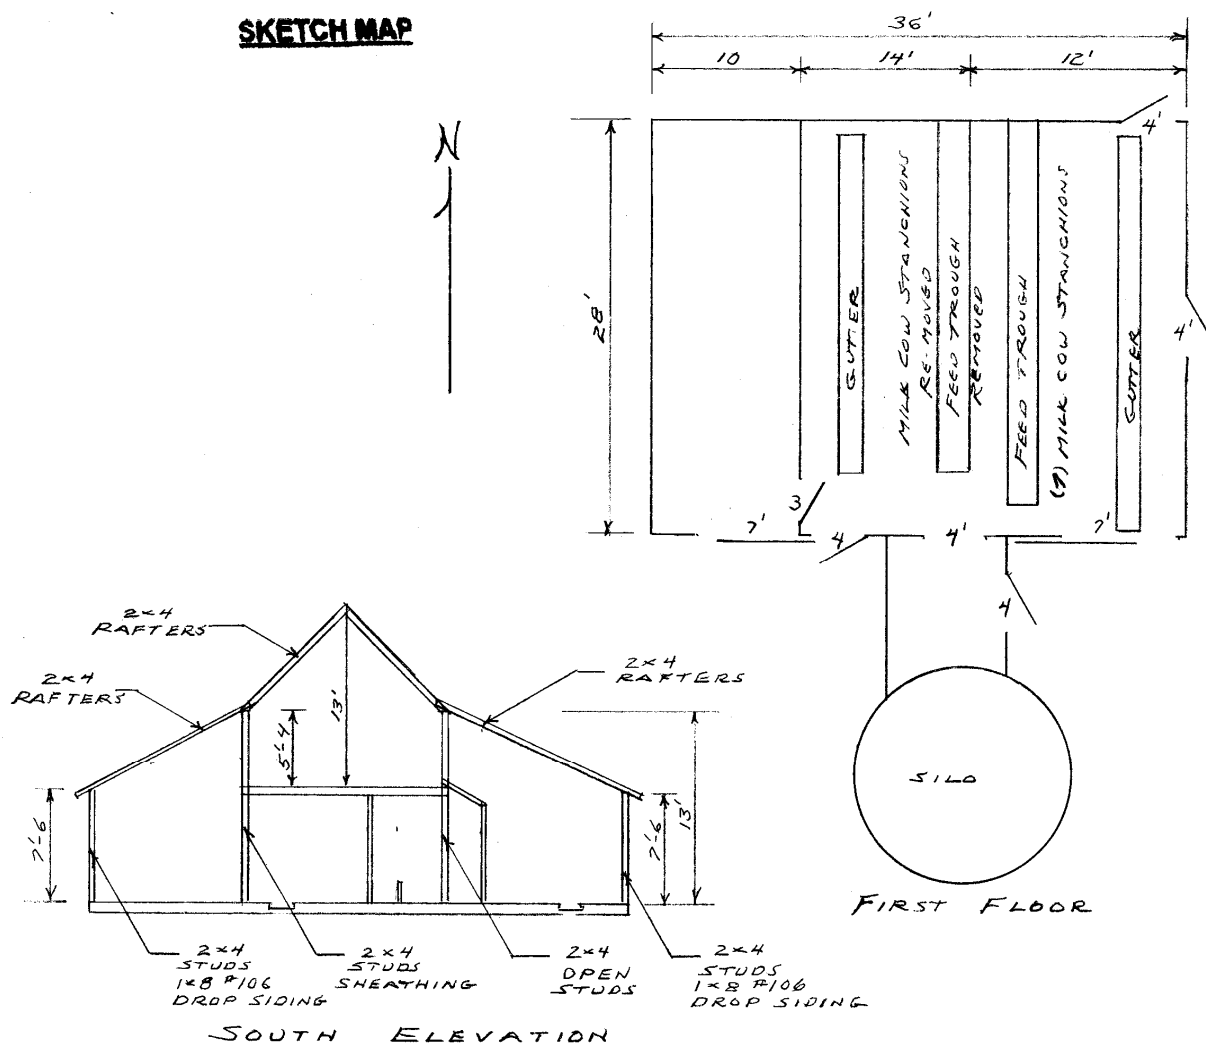 SKETCH MAP
36'
10
14'
12'
N
4'
28'
GUTTER
MILK COW STANCHIONS
RE-MOVED
FEED TROUGH
REMOVED
FEED TROUGH
(7) MILK COW STANCHIONS
GUTTER
4'
3
7'
4
4'
7'
4
SILO
FIRST FLOOR
2×4
RAFTERS
2×4
RAFTERS
2×4
RAFTERS
13'
5'-4
7'-6
7'-6
13'
2×4
STUDS
1×8 #106
DROP SIDING
2×4
STUDS
SHEATHING
2×4
OPEN
STUDS
2×4
STUDS
1×8 #106
DROP SIDING
SOUTH ELEVATION